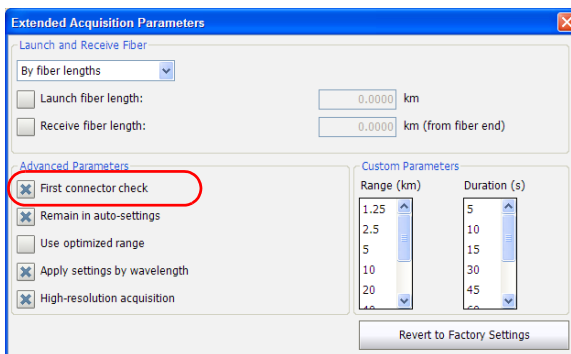 Extended Acquisition Parameters
Launch and Receive Fiber
By fiber lengths
Launch fiber length: 0.0000 km
Receive fiber length: 0.0000 km (from fiber end)
Advanced Parameters
First connector check
Remain in auto-settings
Use optimized range
Apply settings by wavelength
High-resolution acquisition
Custom Parameters
Range (km) Duration (s)
1.25 5
2.5 10
5 15
10 30
20 45
Revert to Factory Settings